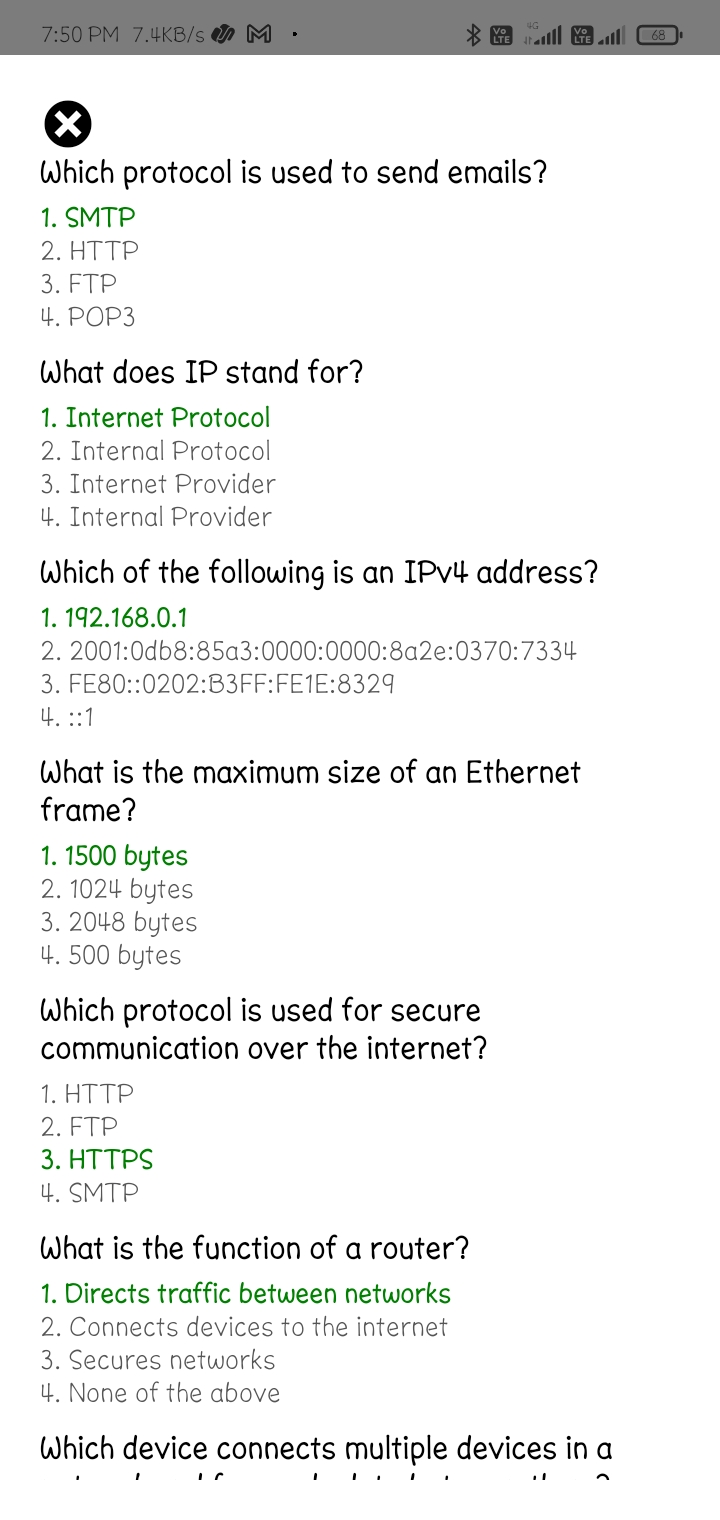 7:50 PM 7.4KB/s
Vo LTE 4G Vo LTE 68
Which protocol is used to send emails?
1. SMTP
2. HTTP
3. FTP
4. POP3
What does IP stand for?
1. Internet Protocol
2. Internal Protocol
3. Internet Provider
4. Internal Provider
Which of the following is an IPv4 address?
1. 192.168.0.1
2. 2001:0db8:85a3:0000:0000:8a2e:0370:7334
3. FE80::0202:B3FF:FE1E:8329
4. ::1
What is the maximum size of an Ethernet
frame?
1. 1500 bytes
2. 1024 bytes
3. 2048 bytes
4. 500 bytes
Which protocol is used for secure
communication over the internet?
1. HTTP
2. FTP
3. HTTPS
4. SMTP
What is the function of a router?
1. Directs traffic between networks
2. Connects devices to the internet
3. Secures networks
4. None of the above
Which device connects multiple devices in a